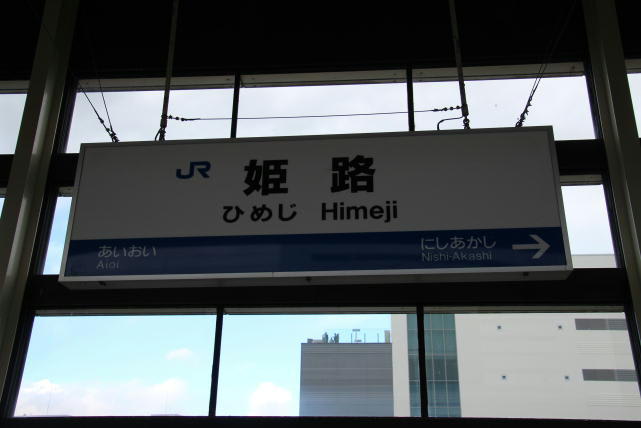 JR 姫路
ひめじ Himeji
あいおい にしあかし →
Aioi Nishi-Akashi